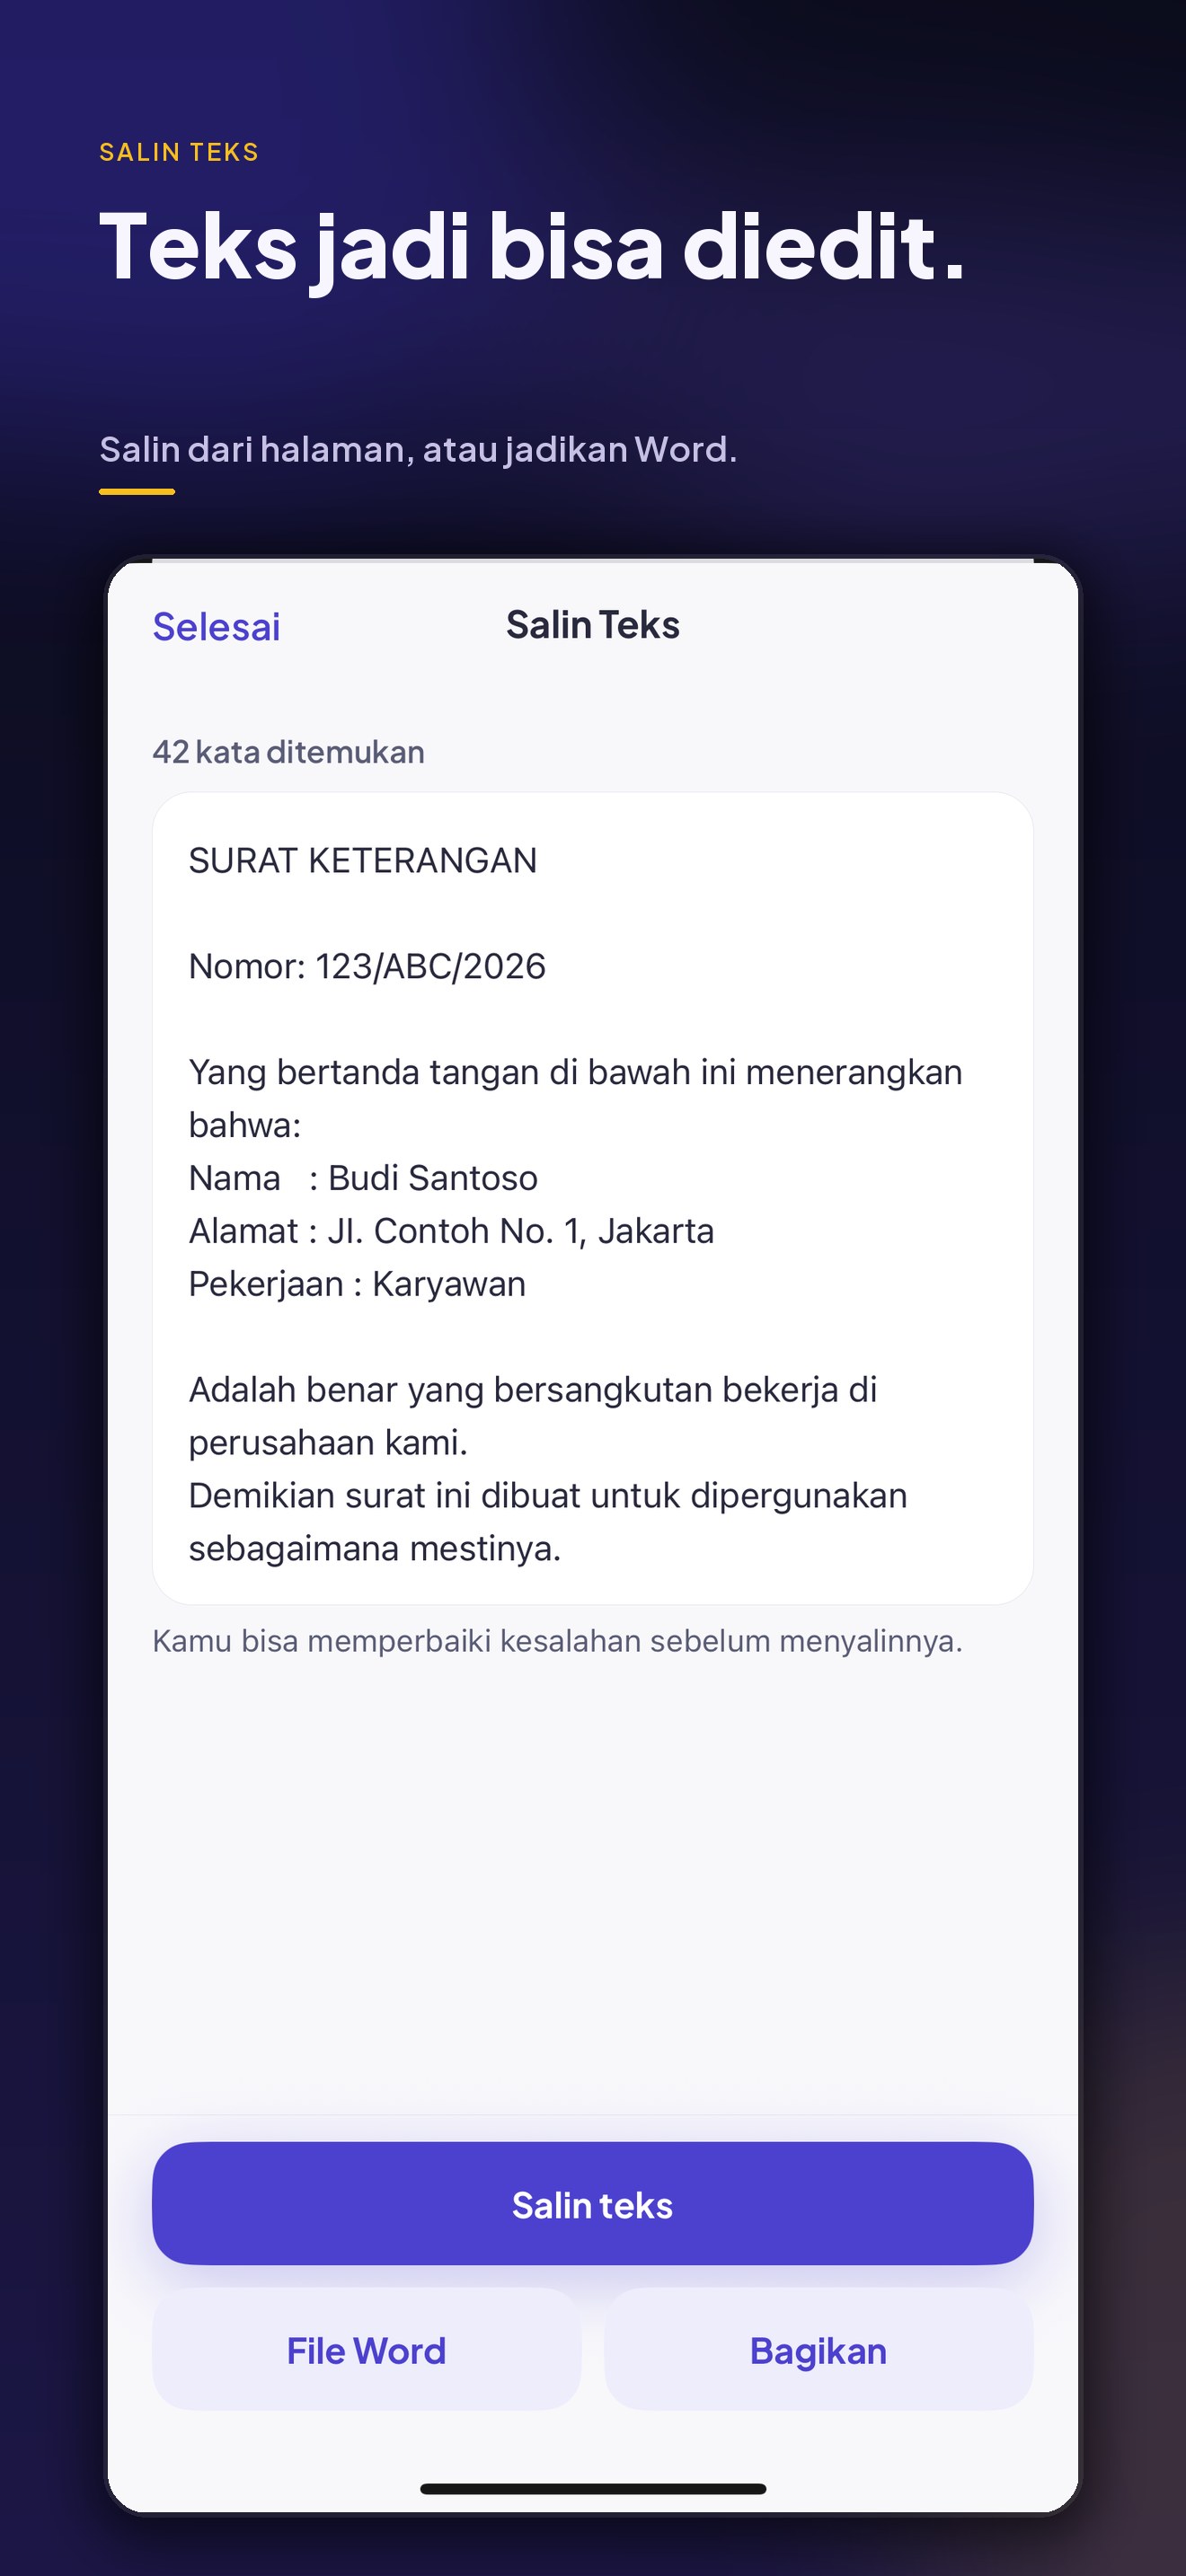 SALIN TEKS
Teks jadi bisa diedit.
Salin dari halaman, atau jadikan Word.
Selesai
Salin Teks
42 kata ditemukan
SURAT KETERANGAN
Nomor: 123/ABC/2026
Yang bertanda tangan di bawah ini menerangkan
bahwa:
Nama   : Budi Santoso
Alamat : Jl. Contoh No. 1, Jakarta
Pekerjaan : Karyawan
Adalah benar yang bersangkutan bekerja di
perusahaan kami.
Demikian surat ini dibuat untuk dipergunakan
sebagaimana mestinya.
Kamu bisa memperbaiki kesalahan sebelum menyalinnya.
Salin teks
File Word
Bagikan